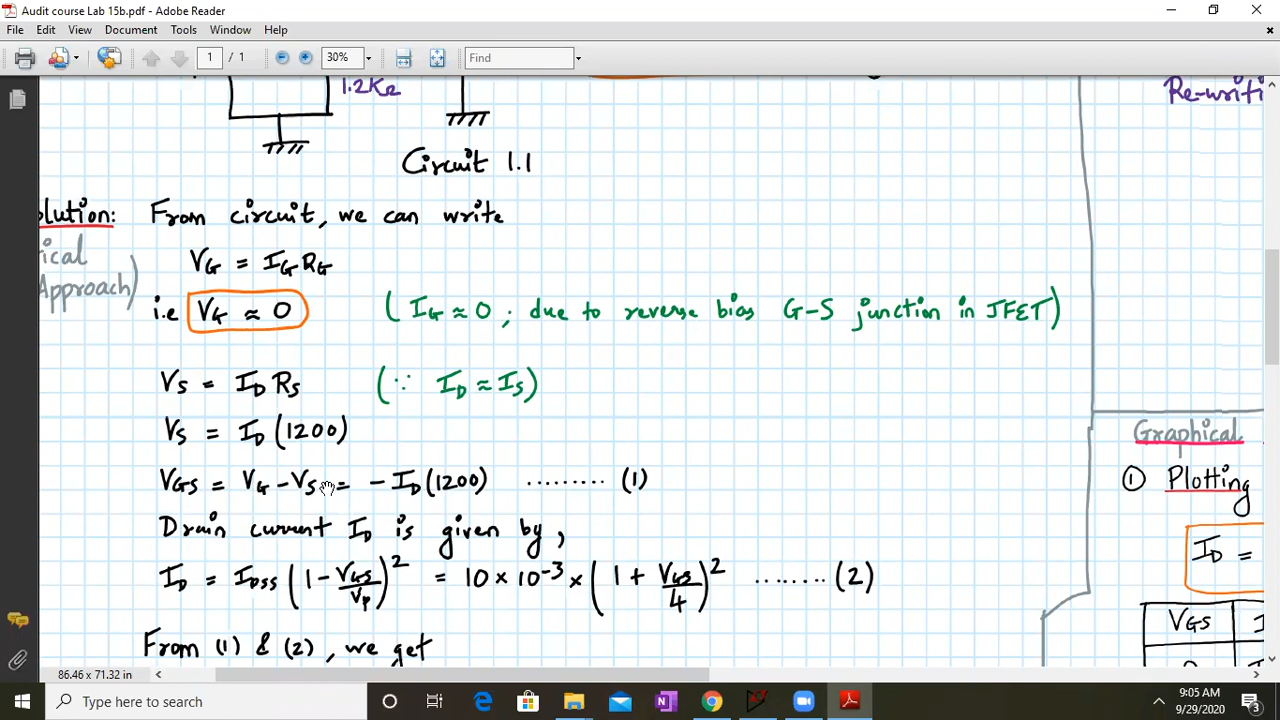 Audit course Lab 15b.pdf - Adobe Reader
File Edit View Document Tools Window Help
1 / 1 30% Find
1.2KΩ
Re-writi
Circuit 1.1
olution: From circuit, we can write
rical
Approach)
VG = IG RG
i.e VG ≈ 0 (IG ≈ 0 ; due to reverse bias G-S junction in JFET)
VS = ID RS (∵ ID ≈ IS)
VS = ID (1200)
VGS = VG - VS = - ID (1200) ......... (1)
Drain current ID is given by,
ID = IDSS (1 - VGS/VP)^2 = 10 × 10^-3 × (1 + VGS/4)^2 ........ (2)
From (1) & (2), we get
Graphical
① Plotting
ID =
VGS I
0
86.46 x 71.32 in
Type here to search
9:05 AM
9/29/2020
3